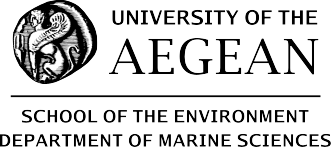 UNIVERSITY OF THE
AEGEAN
SCHOOL OF THE ENVIRONMENT
DEPARTMENT OF MARINE SCIENCES